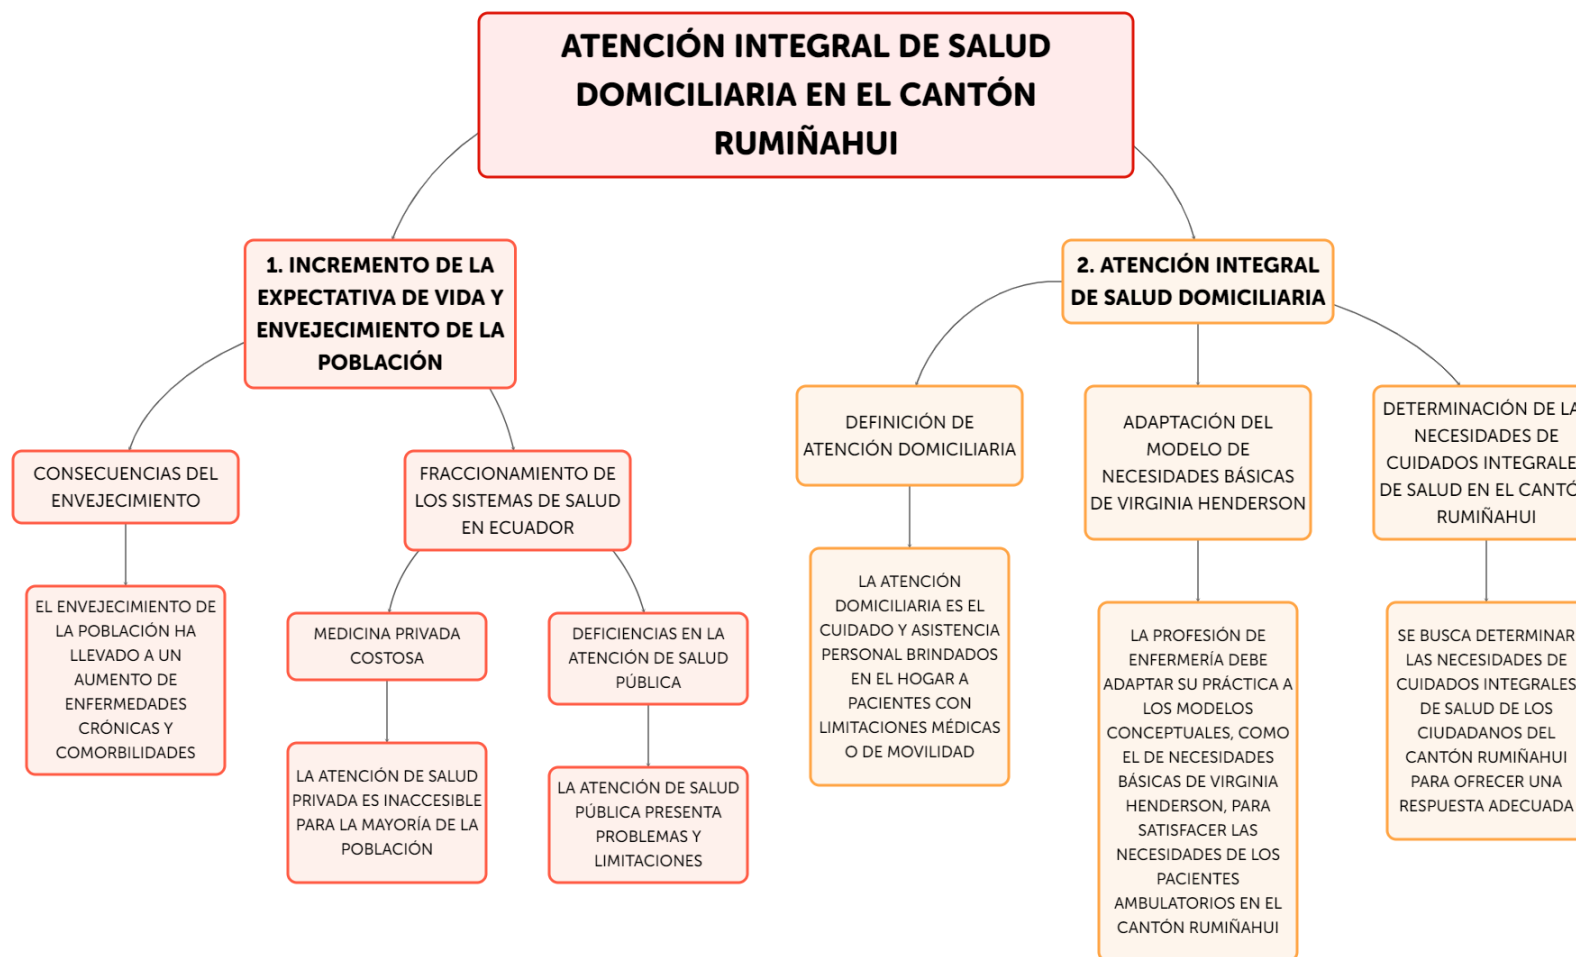 ATENCIÓN INTEGRAL DE SALUD
DOMICILIARIA EN EL CANTÓN
RUMIÑAHUI
1. INCREMENTO DE LA
EXPECTATIVA DE VIDA Y
ENVEJECIMIENTO DE LA
POBLACIÓN
CONSECUENCIAS DEL
ENVEJECIMIENTO
EL ENVEJECIMIENTO DE
LA POBLACIÓN HA
LLEVADO A UN
AUMENTO DE
ENFERMEDADES
CRÓNICAS Y
COMORBILIDADES
FRACCIONAMIENTO DE
LOS SISTEMAS DE SALUD
EN ECUADOR
MEDICINA PRIVADA
COSTOSA
LA ATENCIÓN DE SALUD
PRIVADA ES INACCESIBLE
PARA LA MAYORÍA DE LA
POBLACIÓN
DEFICIENCIAS EN LA
ATENCIÓN DE SALUD
PÚBLICA
LA ATENCIÓN DE SALUD
PÚBLICA PRESENTA
PROBLEMAS Y
LIMITACIONES
2. ATENCIÓN INTEGRAL
DE SALUD DOMICILIARIA
DEFINICIÓN DE
ATENCIÓN DOMICILIARIA
LA ATENCIÓN
DOMICILIARIA ES EL
CUIDADO Y ASISTENCIA
PERSONAL BRINDADOS
EN EL HOGAR A
PACIENTES CON
LIMITACIONES MÉDICAS
O DE MOVILIDAD
ADAPTACIÓN DEL
MODELO DE
NECESIDADES BÁSICAS
DE VIRGINIA HENDERSON
LA PROFESIÓN DE
ENFERMERÍA DEBE
ADAPTAR SU PRÁCTICA A
LOS MODELOS
CONCEPTUALES, COMO
EL DE NECESIDADES
BÁSICAS DE VIRGINIA
HENDERSON, PARA
SATISFACER LAS
NECESIDADES DE LOS
PACIENTES
AMBULATORIOS EN EL
CANTÓN RUMIÑAHUI
DETERMINACIÓN DE
NECESIDADES DE
CUIDADOS
DE SALUD EN EL
RUMIÑAHUI
SE BUSCA DETERMINAR
LAS NECESIDADES DE
CUIDADOS INTEGRALES
DE SALUD DE LOS
CIUDADANOS DEL
CANTÓN RUMIÑAHUI
PARA OFRECER UNA
RESPUESTA ADECUADA